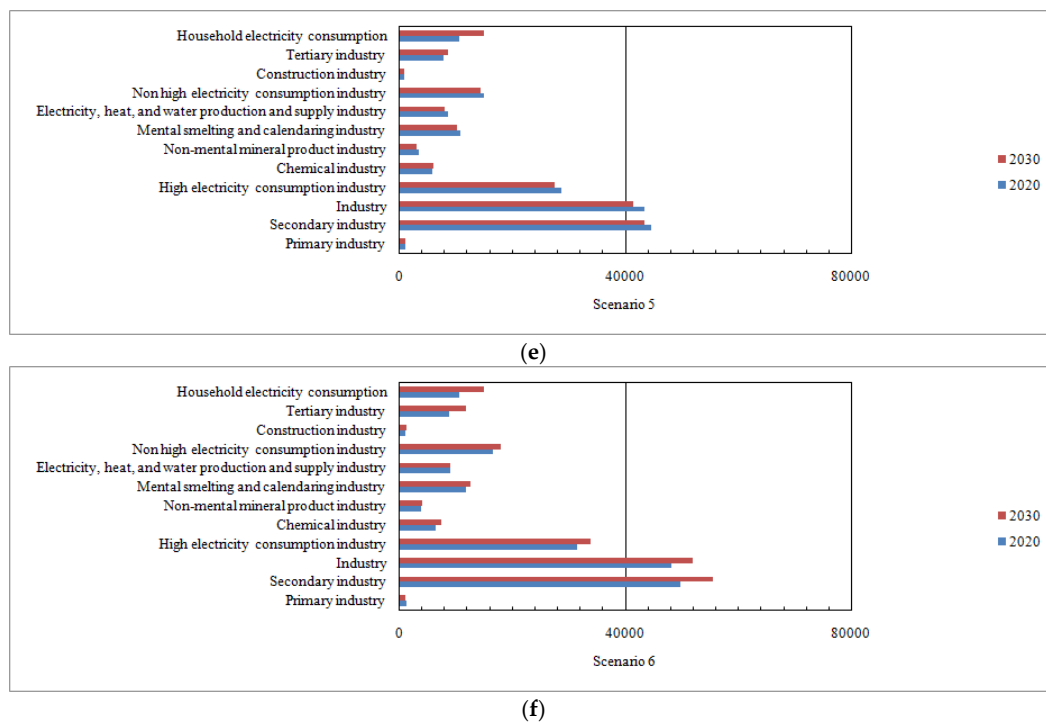 Household electricity consumption
Tertiary industry
Construction industry
Non high electricity consumption industry
Electricity, heat, and water production and supply industry
Mental smelting and calendaring industry
Non-mental mineral product industry
Chemical industry
High electricity consumption industry
Industry
Secondary industry
Primary industry
2030
2020
0 40000 80000
Scenario 5
(e)
Household electricity consumption
Tertiary industry
Construction industry
Non high electricity consumption industry
Electricity, heat, and water production and supply industry
Mental smelting and calendaring industry
Non-mental mineral product industry
Chemical industry
High electricity consumption industry
Industry
Secondary industry
Primary industry
2030
2020
0 40000 80000
Scenario 6
(f)